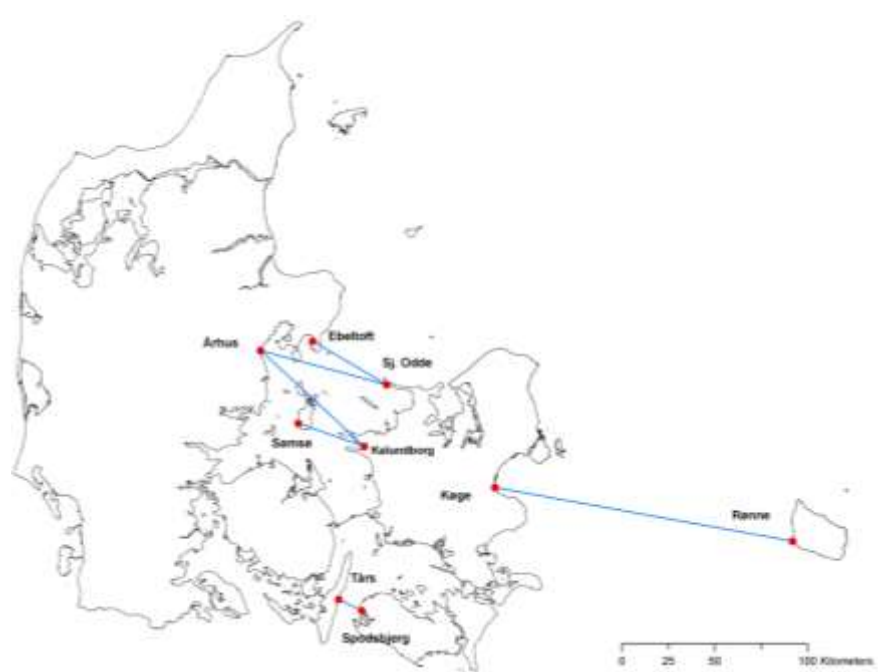 Ebeltoft
Århus
Sj. Odde
Samsø
Kalundborg
Køge
Rønne
Tårs
Spodsbjerg
0 25 50 100 Kilometers